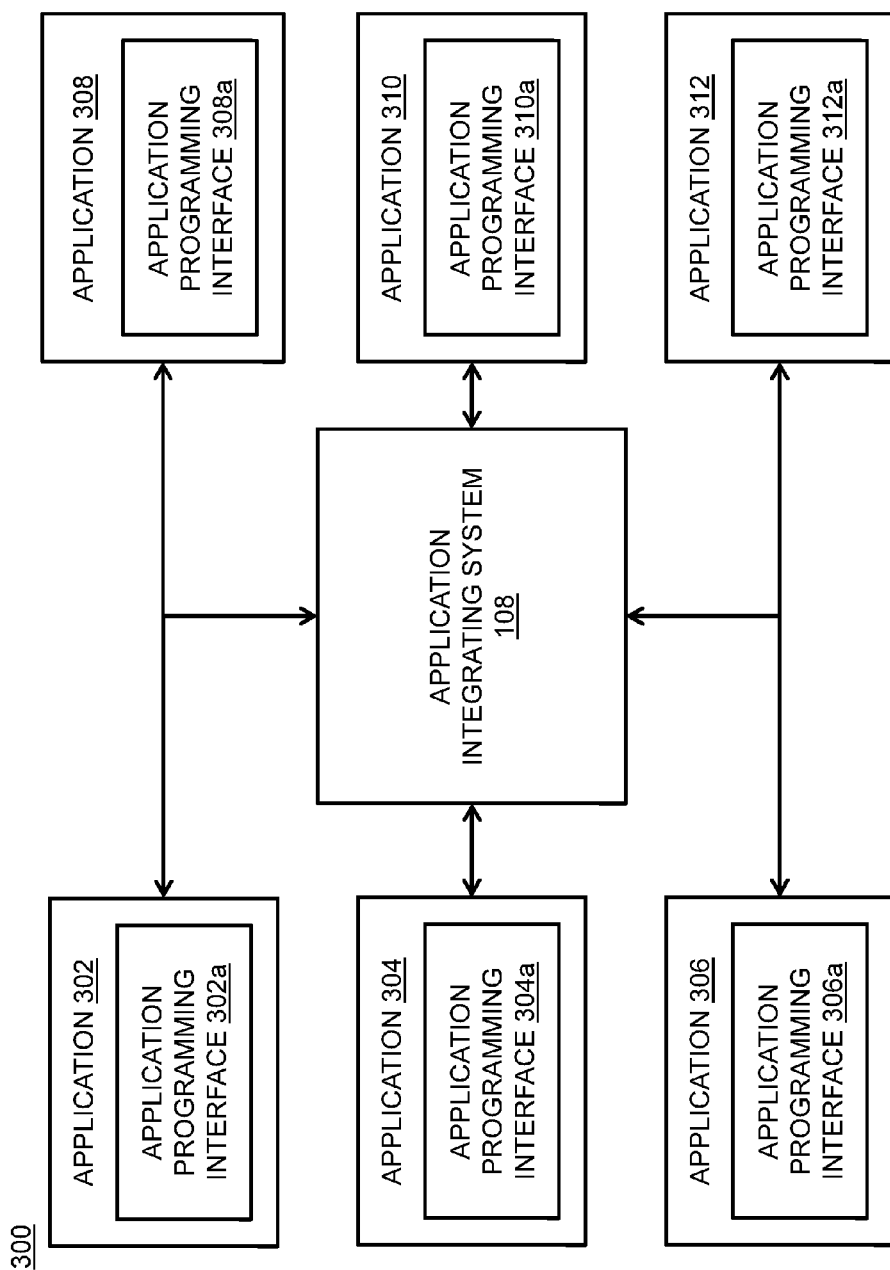 300
APPLICATION 302
APPLICATION
PROGRAMMING
INTERFACE 302a
APPLICATION 304
APPLICATION
PROGRAMMING
INTERFACE 304a
APPLICATION 306
APPLICATION
PROGRAMMING
INTERFACE 306a
APPLICATION
INTEGRATING SYSTEM
108
APPLICATION 308
APPLICATION
PROGRAMMING
INTERFACE 308a
APPLICATION 310
APPLICATION
PROGRAMMING
INTERFACE 310a
APPLICATION 312
APPLICATION
PROGRAMMING
INTERFACE 312a